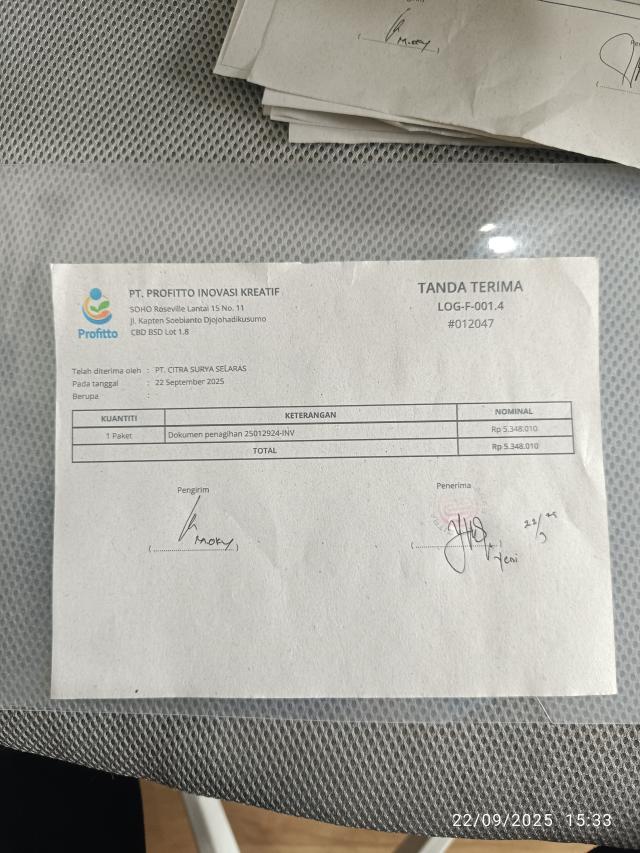 Moky
PT. PROFITTO INOVASI KREATIF
SOHO Roseville Lantai 15 No. 11
Jl. Kapten Soebianto Djojohadikusumo
CBD BSD Lot 1.8
Profitto
TANDA TERIMA
LOG-F-001.4
#012047
Telah diterima oleh : PT. CITRA SURYA SELARAS
Pada tanggal : 22 September 2025
Berupa :
KUANTITI KETERANGAN NOMINAL
1 Paket Dokumen penagihan 25012924-INV Rp 5.348.010
TOTAL Rp 5.348.010
Pengirim Penerima
(Moky) ( )
Yeni
22/09/2025 15:33